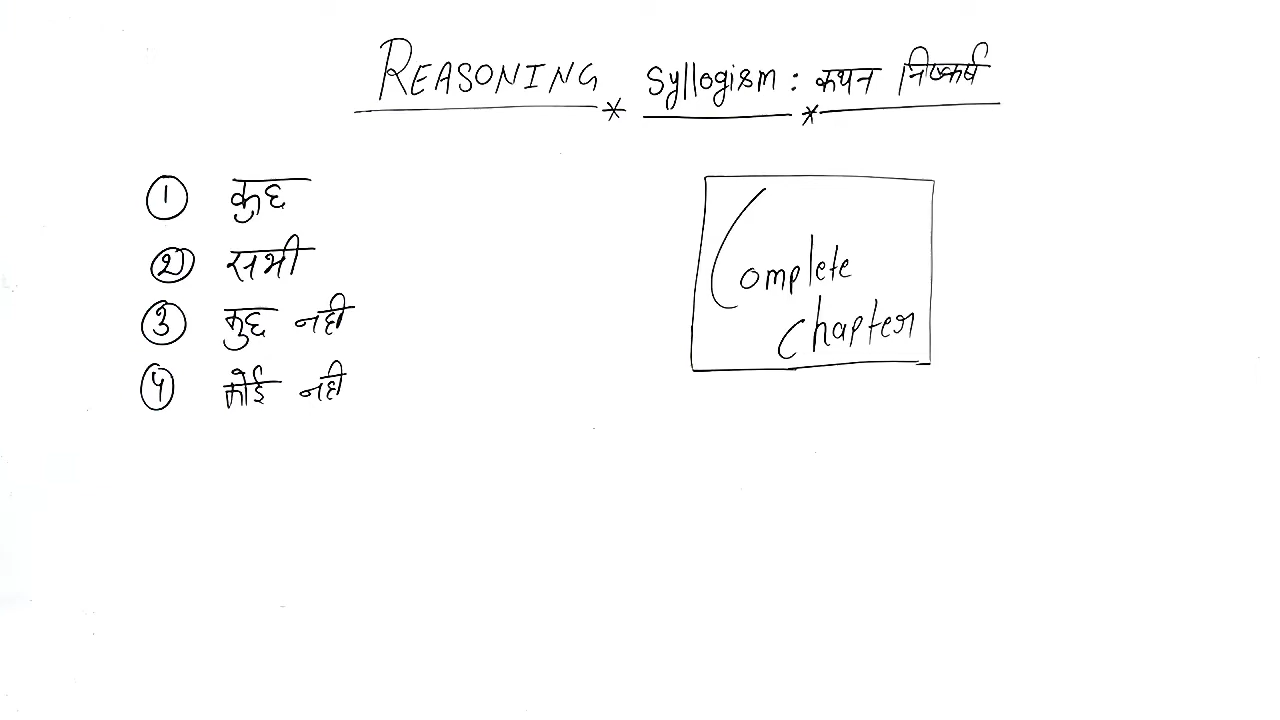 REASONING Syllogism : कथन निष्कर्ष
① कुछ
② सभी
③ कुछ नही
④ कोई नही
Complete
Chapter